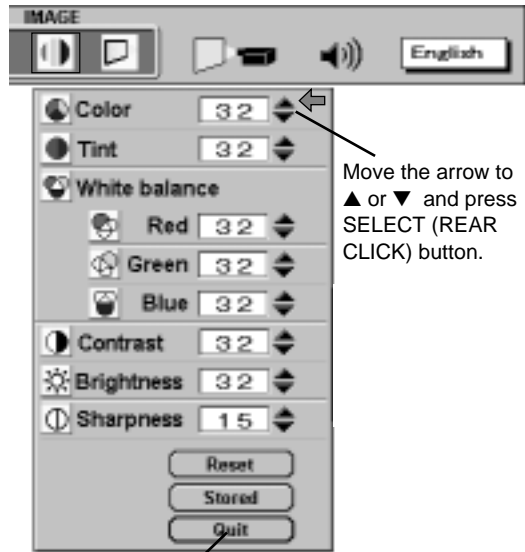 IMAGE
English
Color 32
Tint 32
White balance
Red 32
Green 32
Blue 32
Contrast 32
Brightness 32
Sharpness 15
Reset
Stored
Quit
Move the arrow to
▲ or ▼ and press
SELECT (REAR
CLICK) button.